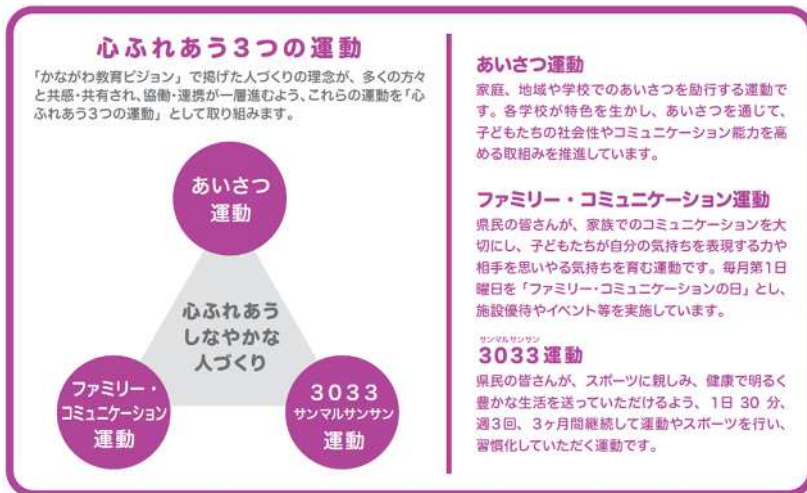 心ふれあう3つの運動
「かながわ教育ビジョン」で掲げた人づくりの理念が、多くの方々
と共感・共有され、協働・連携が一層進むよう、これらの運動を「心
ふれあう3つの運動」として取り組みます。
あいさつ
運動
心ふれあう
しなやかな
人づくり
ファミリー・
コミュニケーション
運動
3033
サンマルサンサン
運動
あいさつ運動
家庭、地域や学校でのあいさつを励行する運動で
す。各学校が特色を生かし、あいさつを通じて、
子どもたちの社会性やコミュニケーション能力を高
める取組みを推進しています。
ファミリー・コミュニケーション運動
県民の皆さんが、家族でのコミュニケーションを大
切にし、子どもたちが自分の気持ちを表現する力や
相手を思いやる気持ちを育む運動です。毎月第1日
曜日を「ファミリー・コミュニケーションの日」とし、
施設優待やイベント等を実施しています。
サンマルサンサン
3033運動
県民の皆さんが、スポーツに親しみ、健康で明るく
豊かな生活を送っていただけるよう、1日 30 分、
週3回、3ヶ月間継続して運動やスポーツを行い、
習慣化していただく運動です。